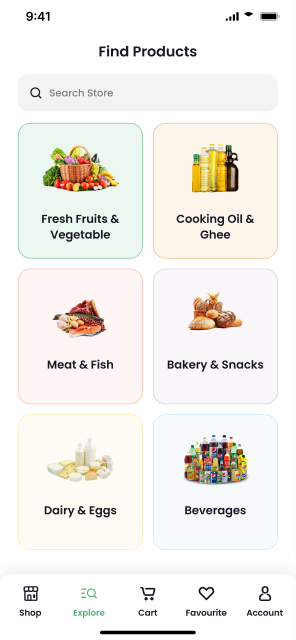 9:41
Find Products
Search Store
Fresh Fruits &
Vegetable
Cooking Oil &
Ghee
Meat & Fish
Bakery & Snacks
Dairy & Eggs
Beverages
Shop
Explore
Cart
Favourite
Account